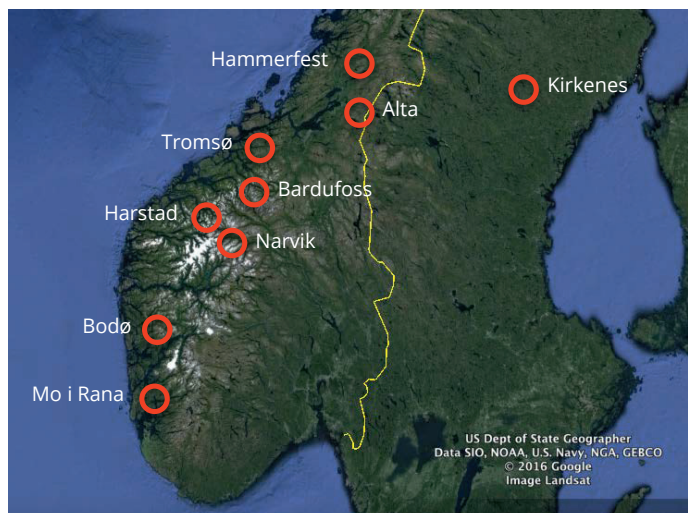 Hammerfest
Kirkenes
Alta
Tromsø
Bardufoss
Harstad
Narvik
Bodø
Mo i Rana
US Dept of State Geographer
Data SIO, NOAA, U.S. Navy, NGA, GEBCO
© 2016 Google
Image Landsat